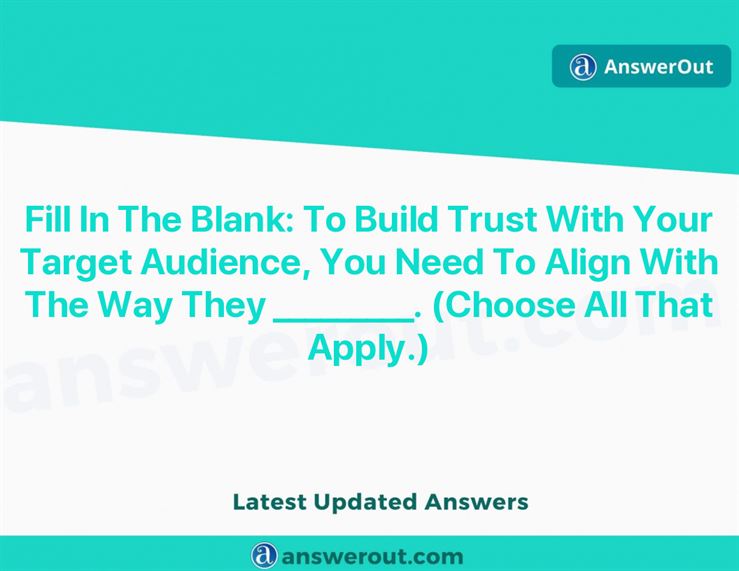 a AnswerOut
Fill In The Blank: To Build Trust With Your
Target Audience, You Need To Align With
The Way They _________. (Choose All That
Apply.)
answerout.com
Latest Updated Answers
a answerout.com